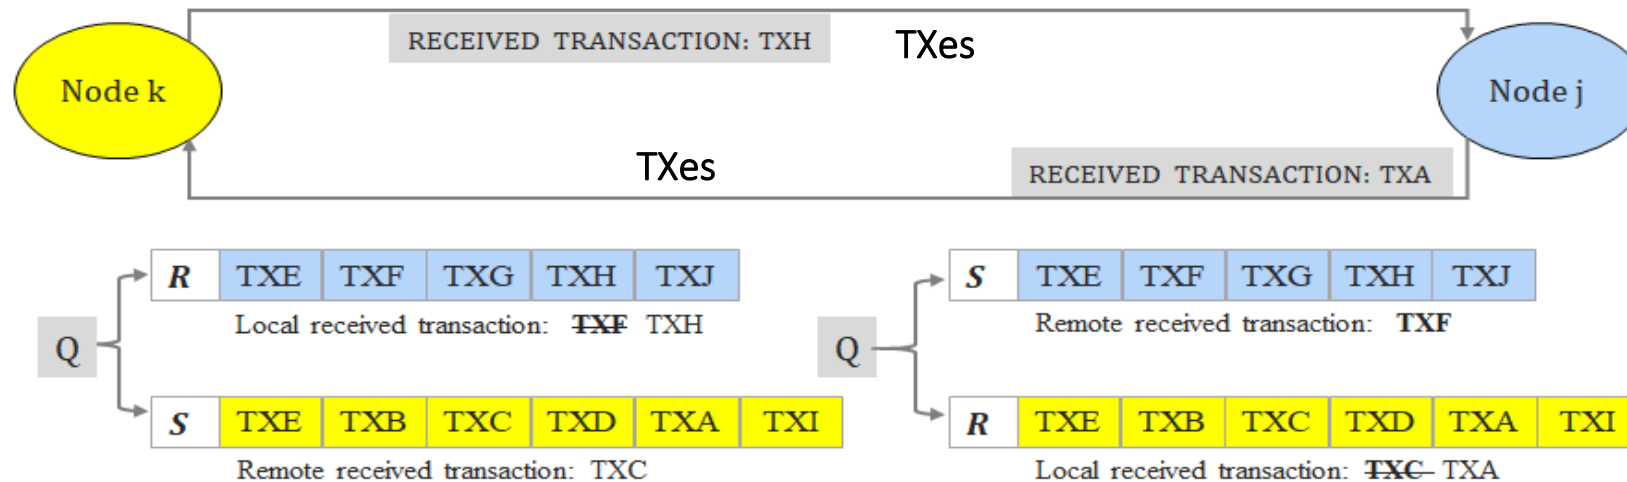 RECEIVED TRANSACTION: TXH
TXes
Node k
Node j
TXes
RECEIVED TRANSACTION: TXA
Q
R TXE TXF TXG TXH TXJ
Local received transaction: TXF TXH
S TXE TXB TXC TXD TXA TXI
Remote received transaction: TXC
Q
S TXE TXF TXG TXH TXJ
Remote received transaction: TXF
R TXE TXB TXC TXD TXA TXI
Local received transaction: TXC TXA